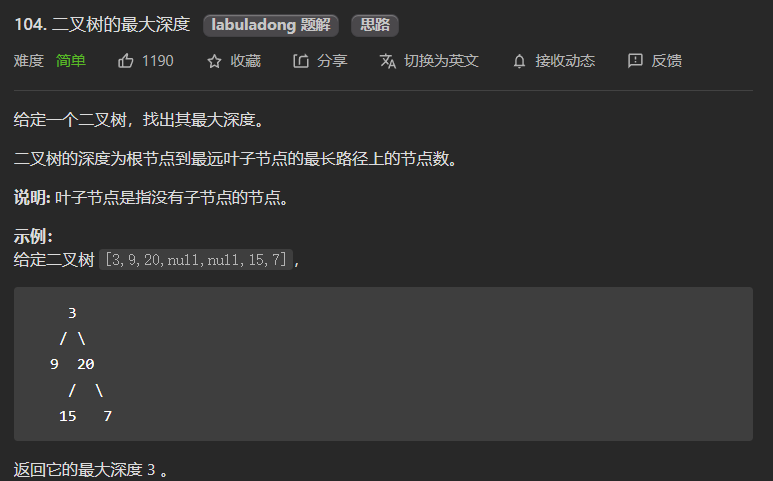 104. 二叉树的最大深度 labuladong 题解 思路
难度 简单 1190 收藏 分享 切换为英文 接收动态 反馈
给定一个二叉树，找出其最大深度。
二叉树的深度为根节点到最远叶子节点的最长路径上的节点数。
说明: 叶子节点是指没有子节点的节点。
示例：
给定二叉树 [3,9,20,null,null,15,7]，
3
/ \
9 20
/ \
15 7
返回它的最大深度 3 。